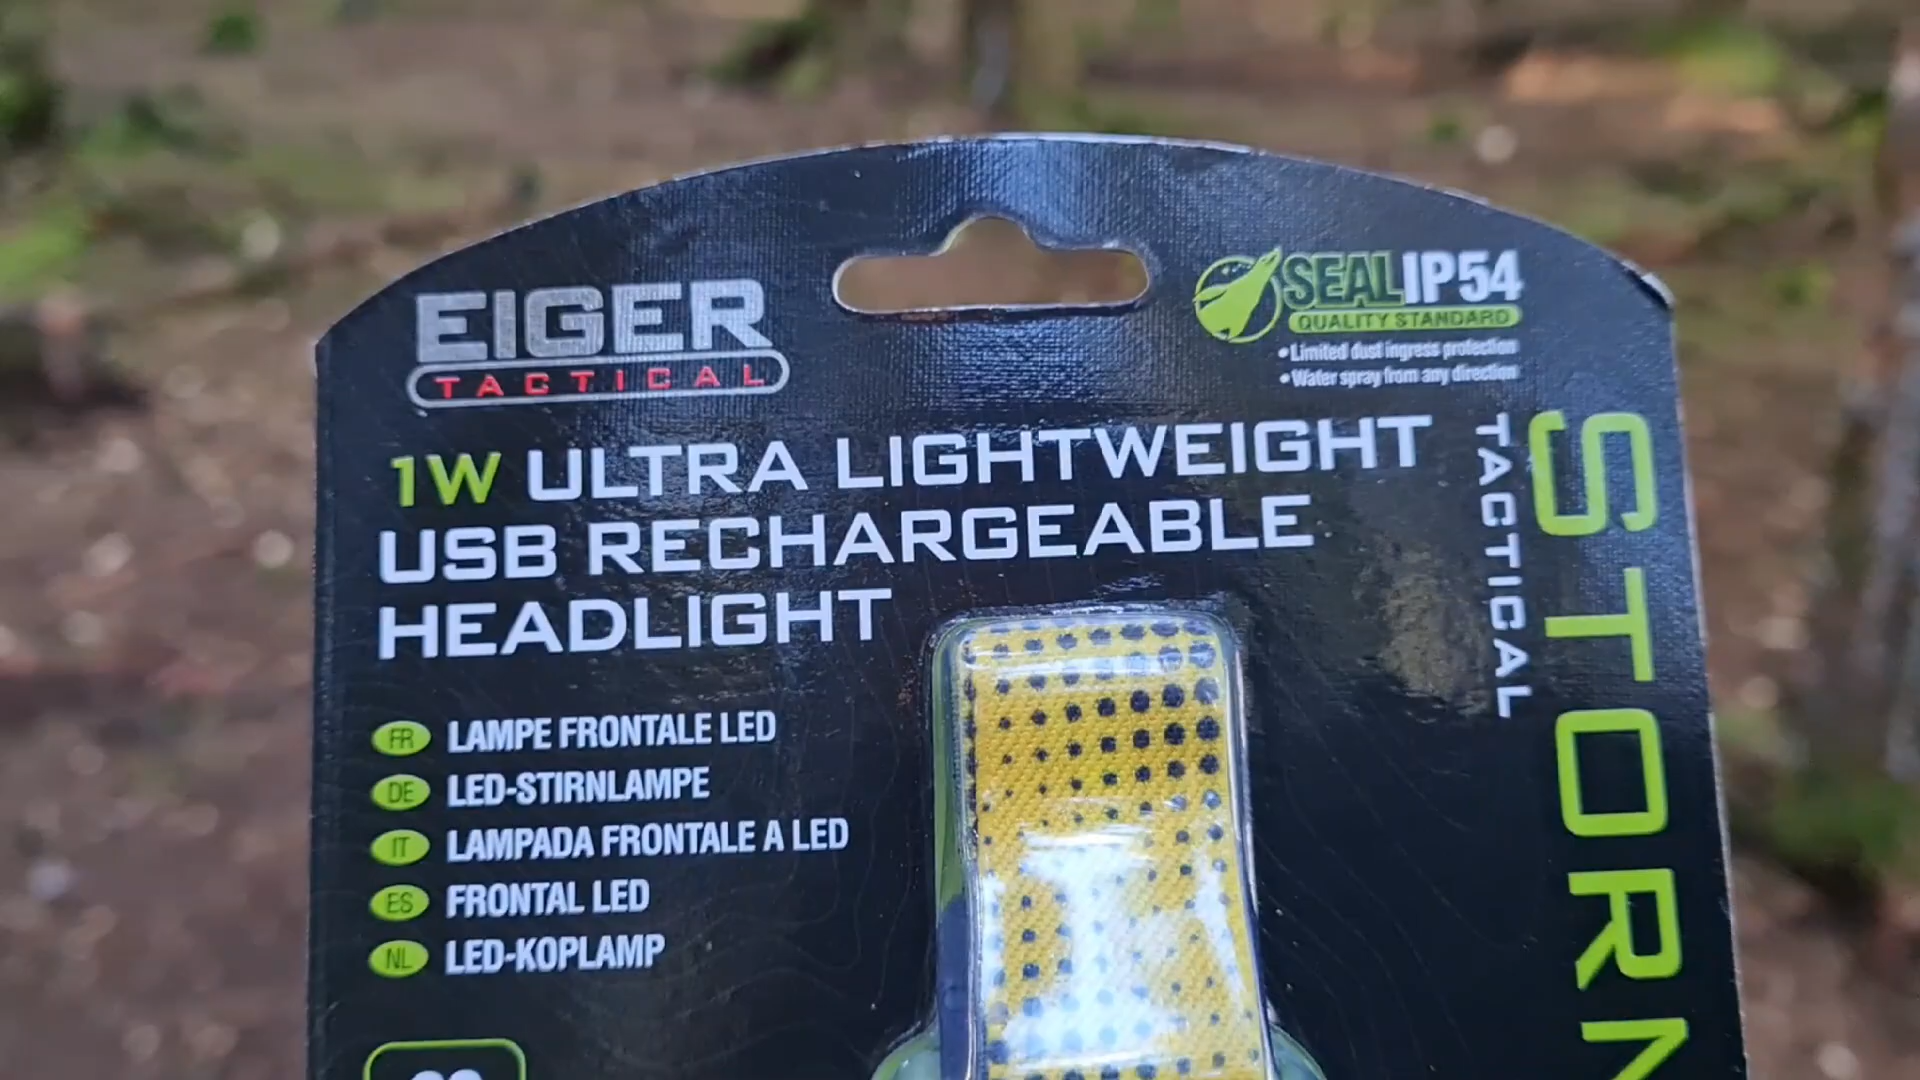 EIGER
TACTICAL
SEAL IP54
QUALITY STANDARD
• Limited dust ingress protection
• Water spray from any direction
1W ULTRA LIGHTWEIGHT
USB RECHARGEABLE
HEADLIGHT
TACTICAL
FR LAMPE FRONTALE LED
DE LED-STIRNLAMPE
IT LAMPADA FRONTALE A LED
ES FRONTAL LED
NL LED-KOPLAMP